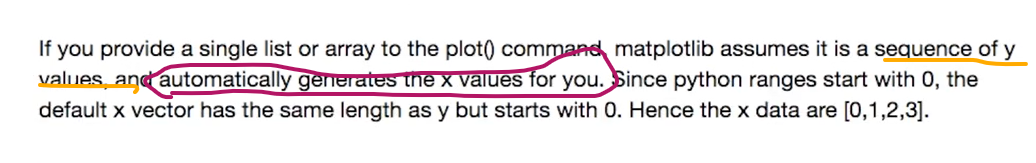 If you provide a single list or array to the plot() command, matplotlib assumes it is a sequence of y
values, and automatically generates the x values for you. Since python ranges start with 0, the
default x vector has the same length as y but starts with 0. Hence the x data are [0,1,2,3].